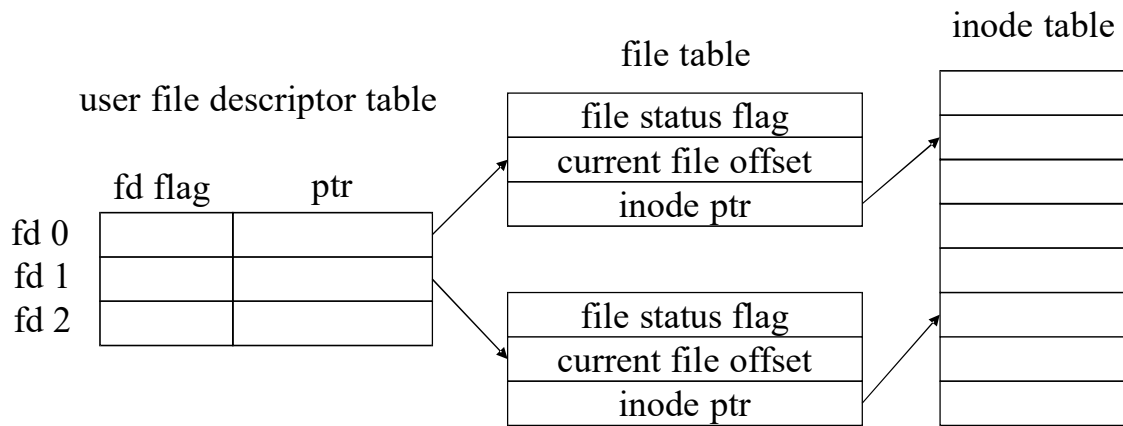 inode table
file table
user file descriptor table
file status flag
current file offset
inode ptr
fd flag ptr
fd 0
fd 1
fd 2
file status flag
current file offset
inode ptr